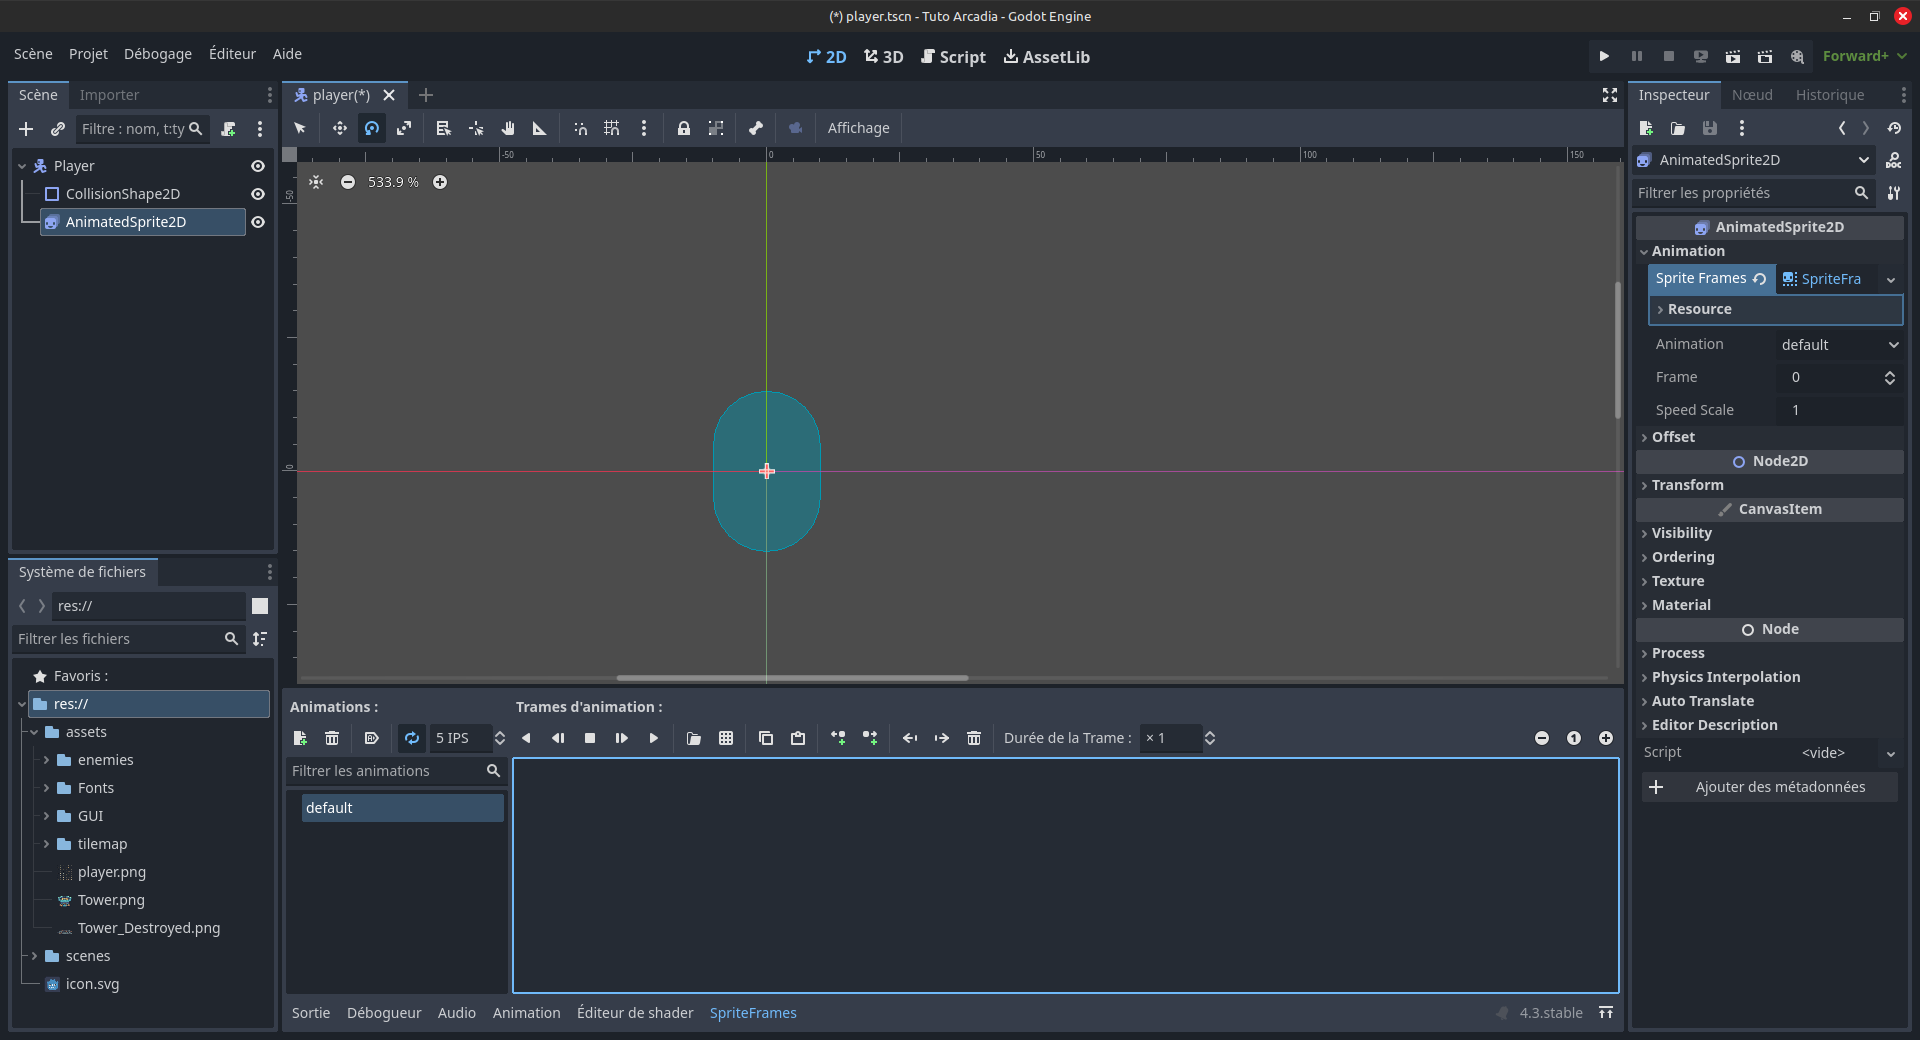 (*) player.tscn - Tuto Arcadia - Godot Engine
Scène Projet Débogage Éditeur Aide
2D 3D Script AssetLib
Forward+
Scène Importer
Filtre : nom, t:ty
Player
CollisionShape2D
AnimatedSprite2D
Système de fichiers
res://
Filtrer les fichiers
Favoris :
res://
assets
enemies
Fonts
GUI
tilemap
player.png
Tower.png
Tower_Destroyed.png
scenes
icon.svg
player(*)
Affichage
-50 0 50 100 150
-50
0
533.9 %
Animations :
5 IPS
Filtrer les animations
default
Trames d'animation :
Durée de la Trame : × 1
Sortie Débogueur Audio Animation Éditeur de shader SpriteFrames
4.3.stable
Inspecteur Nœud Historique
AnimatedSprite2D
Filtrer les propriétés
AnimatedSprite2D
Animation
Sprite Frames SpriteFra
Resource
Animation default
Frame 0
Speed Scale 1
Offset
Node2D
Transform
CanvasItem
Visibility
Ordering
Texture
Material
Node
Process
Physics Interpolation
Auto Translate
Editor Description
Script <vide>
Ajouter des métadonnées